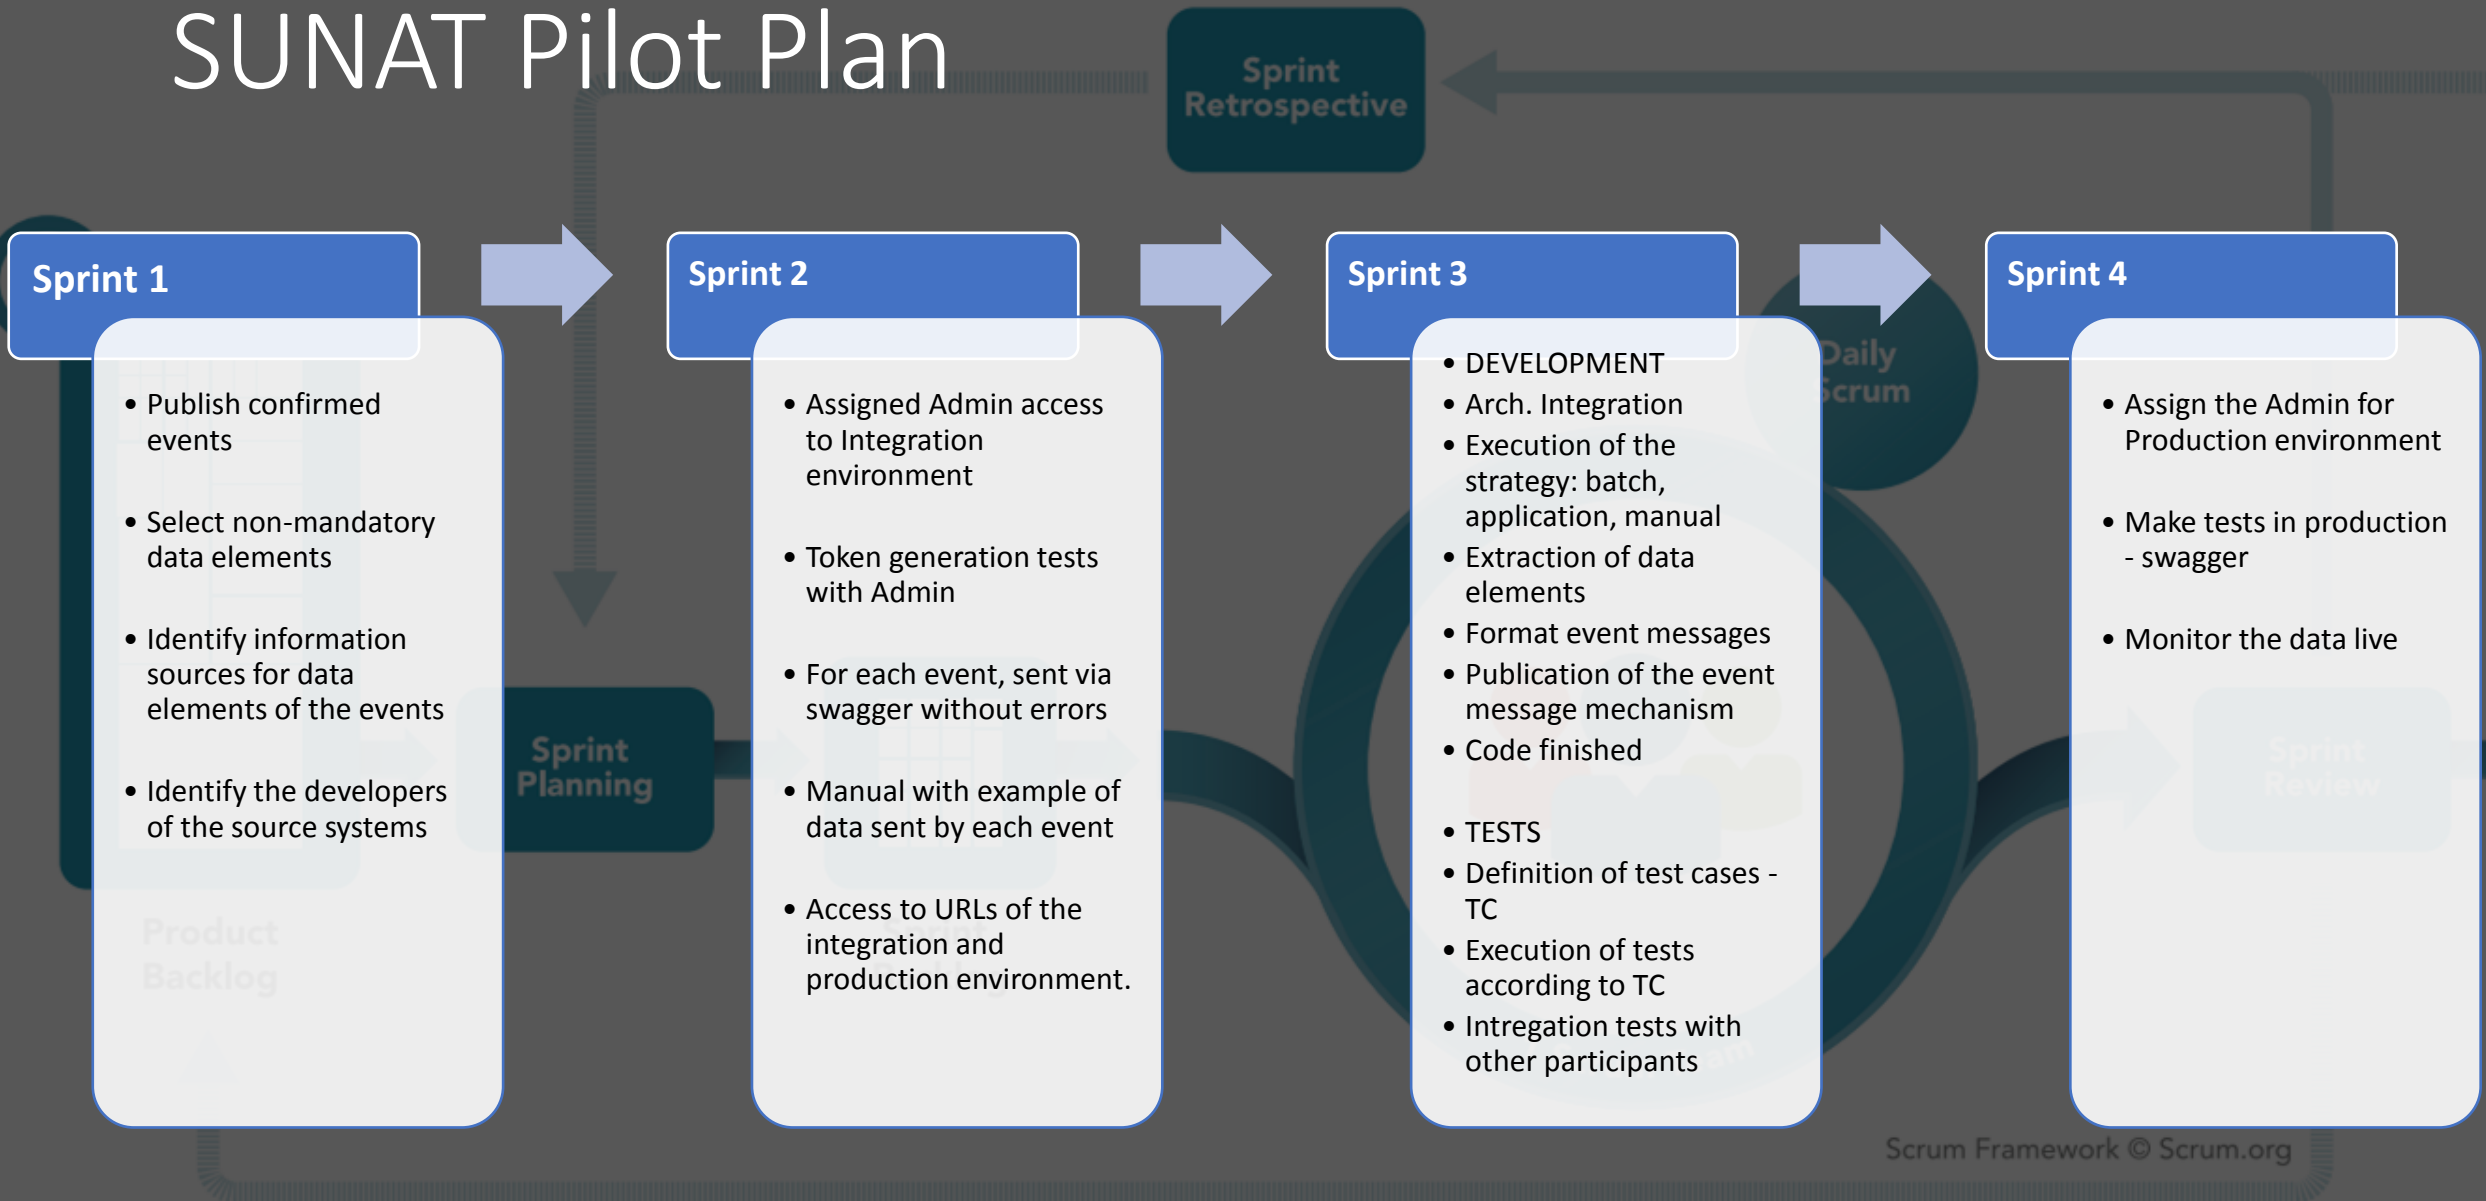 SUNAT Pilot Plan
Sprint
Retrospective
Sprint 1
• Publish confirmed
events
• Select non-mandatory
data elements
• Identify information
sources for data
elements of the events
• Identify the developers
of the source systems
Sprint 2
• Assigned Admin access
to Integration
environment
• Token generation tests
with Admin
• For each event, sent via
swagger without errors
• Manual with example of
data sent by each event
• Access to URLs of the
integration and
production environment.
Sprint 3
• DEVELOPMENT
• Arch. Integration
• Execution of the
strategy: batch,
application, manual
• Extraction of data
elements
• Format event messages
• Publication of the event
message mechanism
• Code finished
• TESTS
• Definition of test cases -
TC
• Execution of tests
according to TC
• Intregation tests with
other participants
Sprint 4
• Assign the Admin for
Production environment
• Make tests in production
- swagger
• Monitor the data live
Daily
Scrum
Sprint
Planning
Sprint
Review
Product
Backlog
Sprint
Scrum Framework © Scrum.org